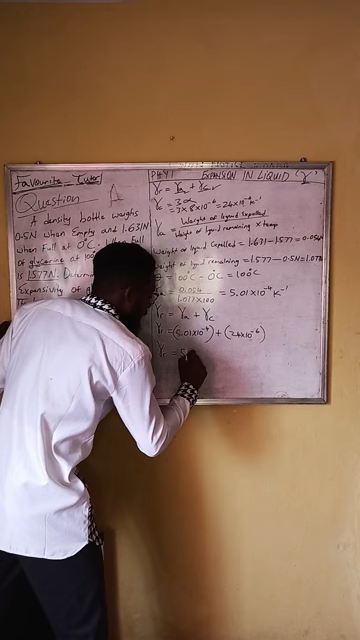 Favourite Tutor
Question
A density bottle weighs
0.5N when Empty and 1.631N
when Full at 0°C. When Full
of glycerine at 100
is 1.577N. Determ
Expansivity of
PHY1 EXPANSION IN LIQUID (γ)
γr = γa + γc
γc = 3α
= 3 × 8×10⁻⁶ = 24×10⁻⁶K⁻¹
γa = Weight of liquid expelled
Weight of liquid remaining × temp
Weight of liquid Expelled = 1.631 - 1.577 = 0.054N
Weight of liquid remaining = 1.577 - 0.5N = 1.077N
100°C - 0°C = 100°C
0.054
1.077 × 100 = 5.01×10⁻⁴K⁻¹
γr = γa + γc
γr = (5.01×10⁻⁴) + (24×10⁻⁶)
γr = 5